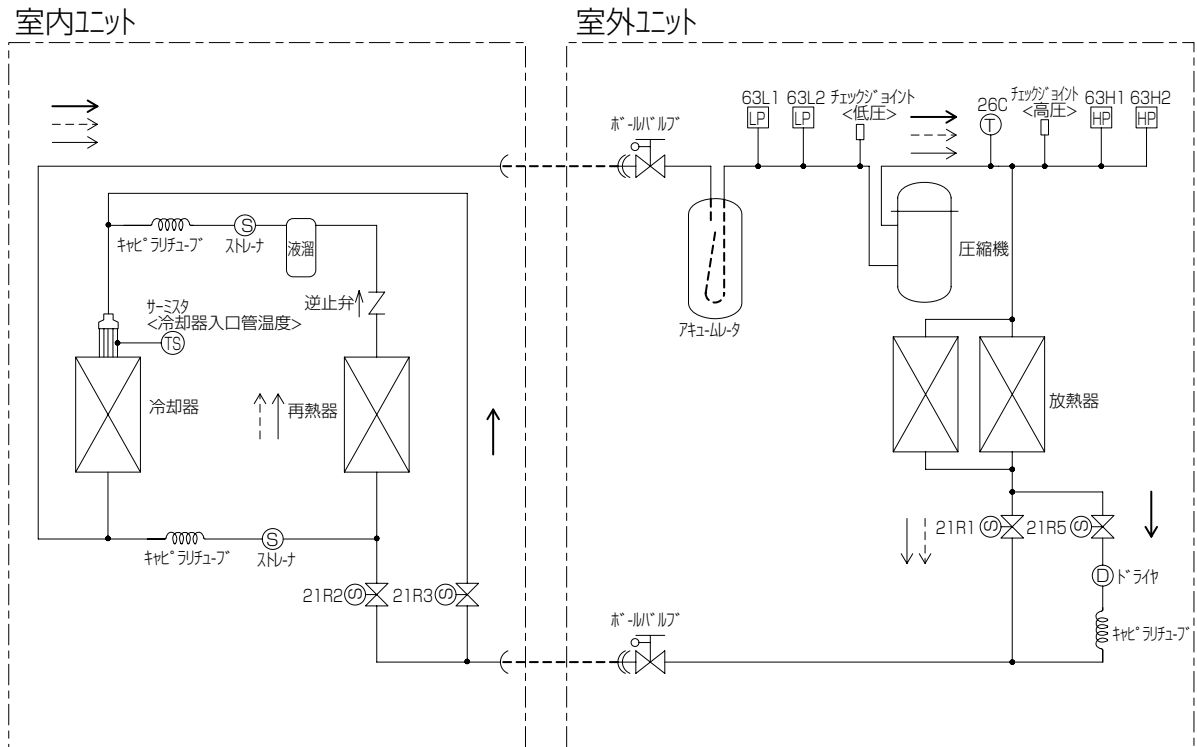 室内ユニット
室外ユニット
ボールバルブ
63L1
LP
63L2
LP
チェックジョイント
<低圧>
26C
T
チェックジョイント
<高圧>
63H1
HP
63H2
HP
キャピラリチューブ
S
ストレーナ
液溜
逆止弁
サーミスタ
<冷却器入口管温度>
TS
冷却器
再熱器
アキュームレータ
圧縮機
放熱器
キャピラリチューブ
S
ストレーナ
21R2
S
21R3
S
21R1
S
21R5
S
D
ドライヤ
キャピラリチューブ
ボールバルブ